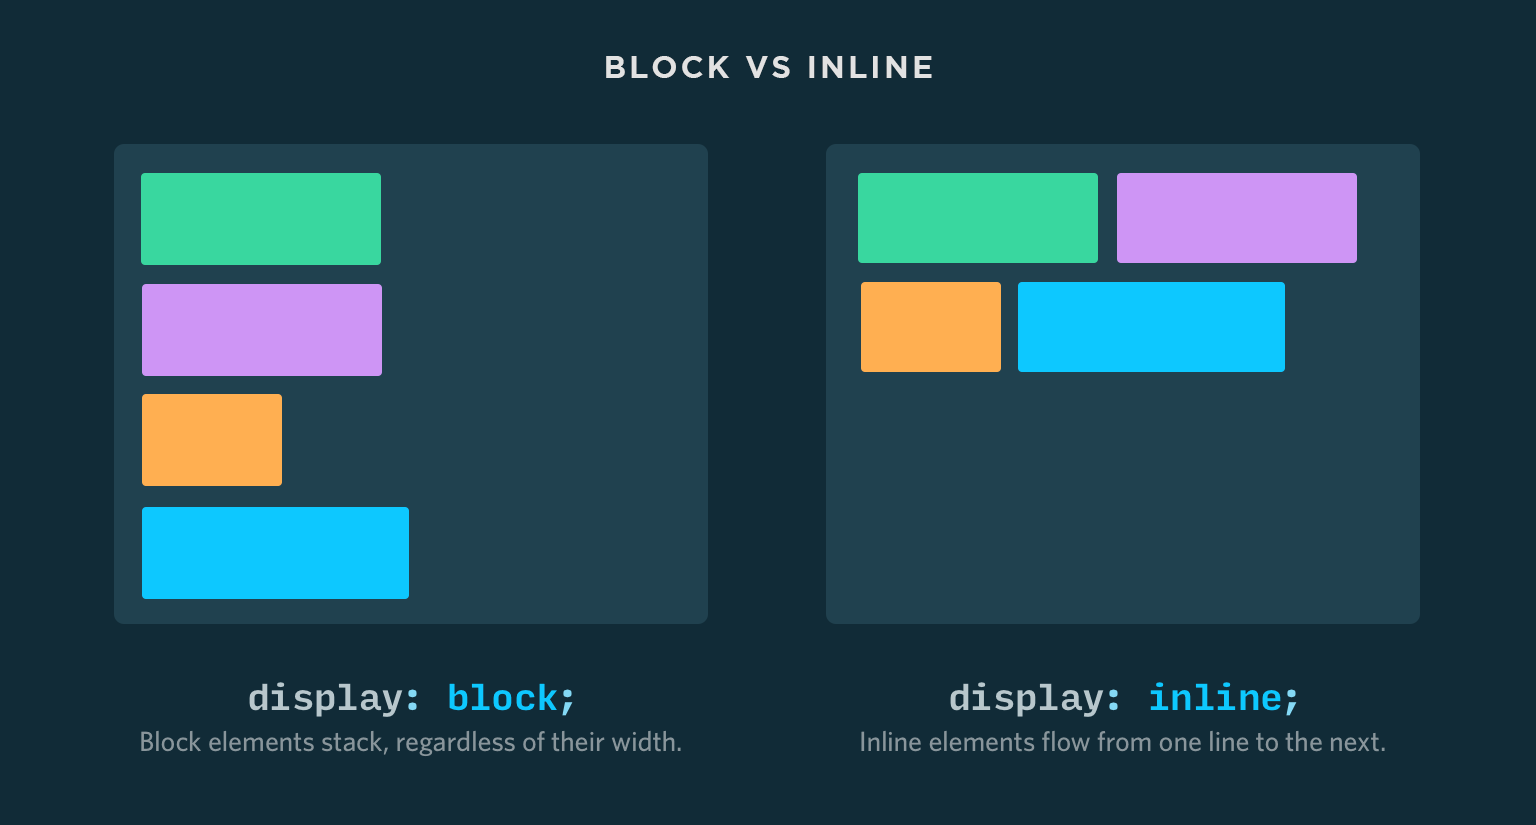 BLOCK VS INLINE
display: block;
Block elements stack, regardless of their width.
display: inline;
Inline elements flow from one line to the next.